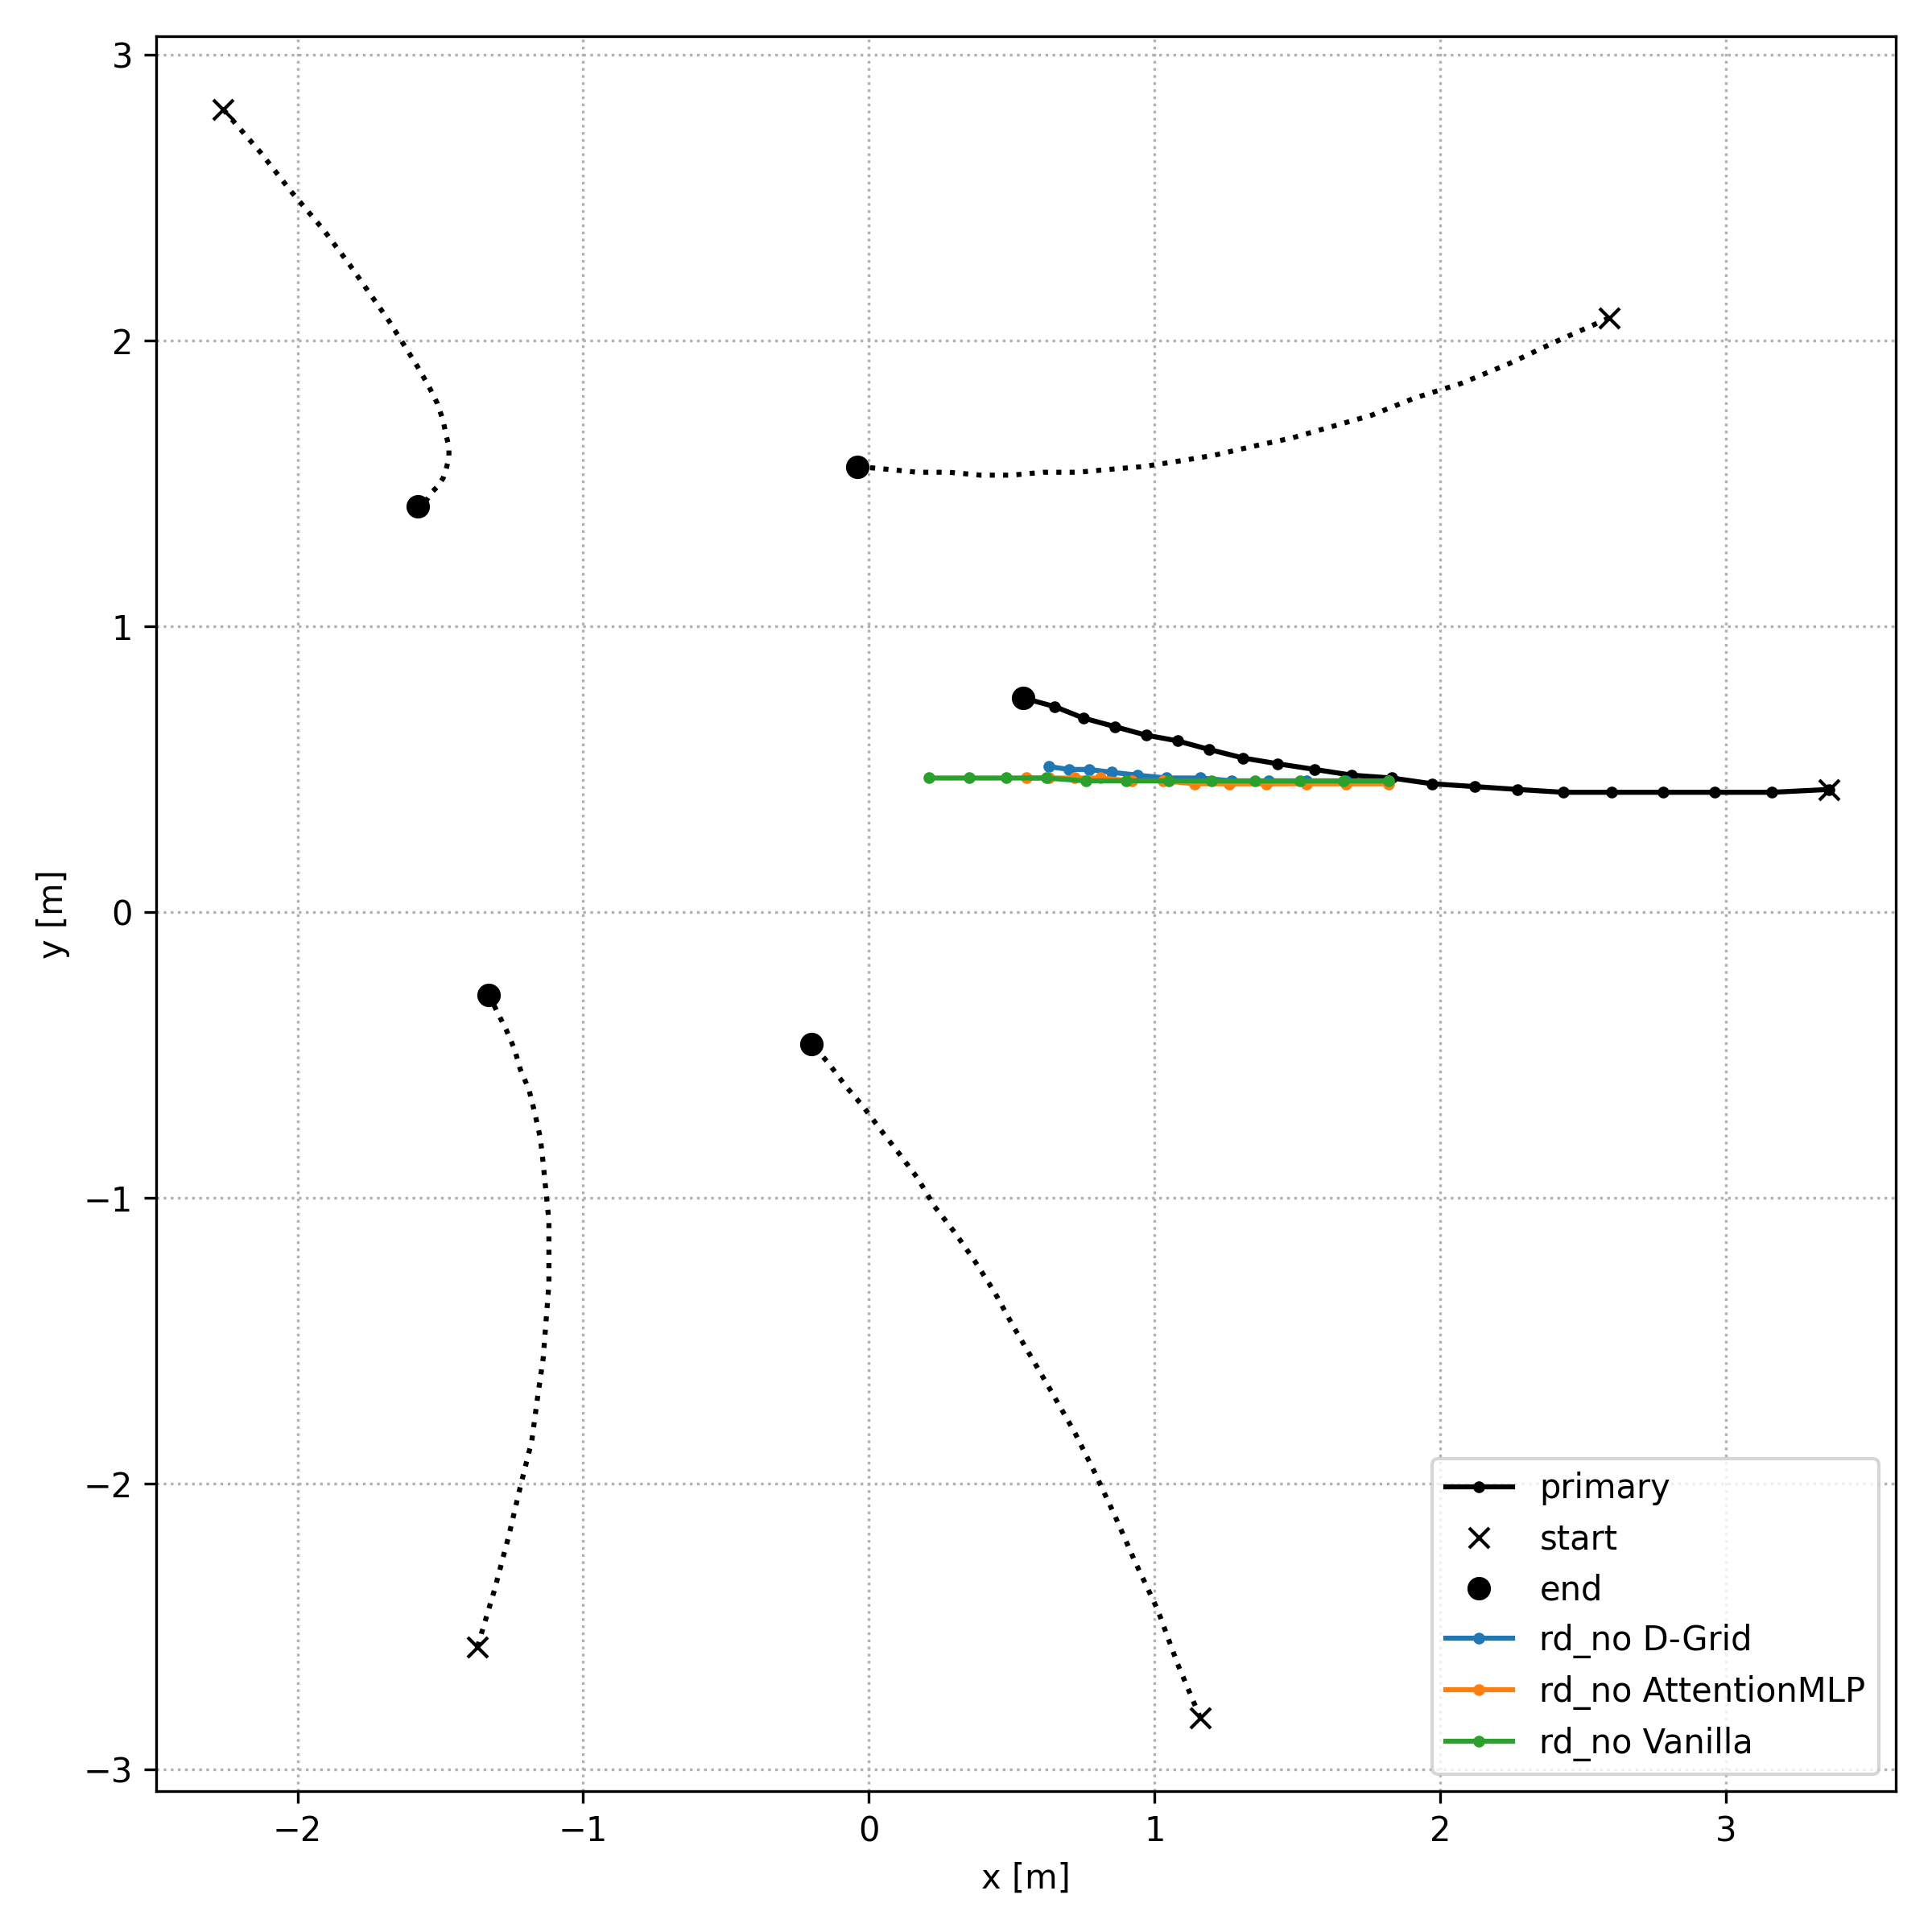 3
2
1
0
−1
−2
−3
y [m]
−2
−1
0
1
2
3
x [m]
primary
start
end
rd_no D-Grid
rd_no AttentionMLP
rd_no Vanilla